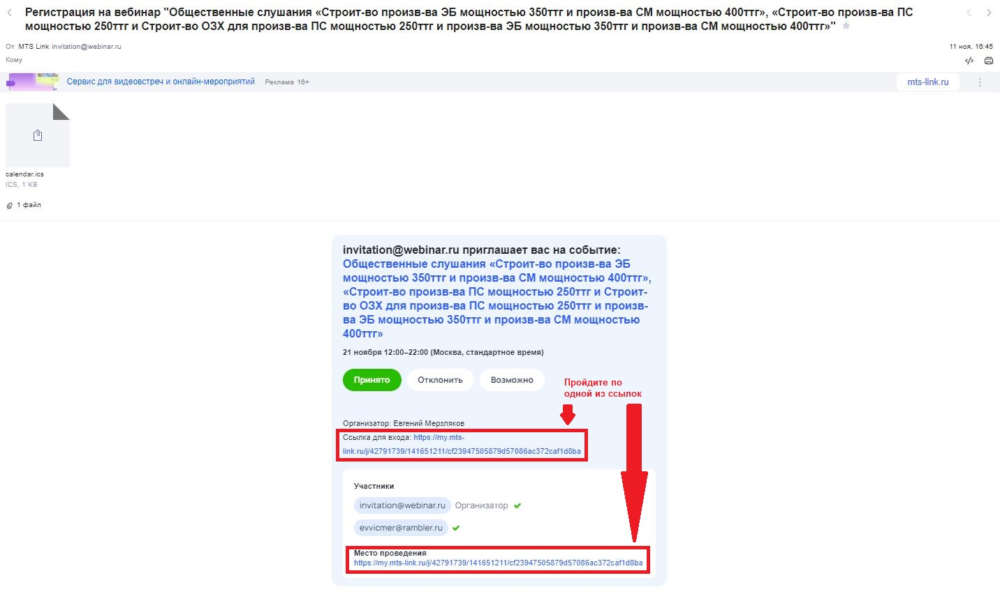 Регистрация на вебинар "Общественные слушания «Строит-во произв-ва ЭБ мощностью 350ттг и произв-ва СМ мощностью 400ттг», «Строит-во произв-ва ПС
мощностью 250ттг и Строит-во ОЗХ для произв-ва ПС мощностью 250ттг и произв-ва ЭБ мощностью 350ттг и произв-ва СМ мощностью 400ттг»"
От MTS Link invitation@webinar.ru
11 ноя, 16:45
Кому
Сервис для видеовстреч и онлайн-мероприятий Реклама 16+
mts-link.ru
calendar.ics
ICS, 1 KB
1 файл
invitation@webinar.ru приглашает вас на событие:
Общественные слушания «Строит-во произв-ва ЭБ
мощностью 350ттг и произв-ва СМ мощностью 400ттг»,
«Строит-во произв-ва ПС мощностью 250ттг и Строит-
во ОЗХ для произв-ва ПС мощностью 250ттг и произв-
ва ЭБ мощностью 350ттг и произв-ва СМ мощностью
400ттг»
21 ноября 12:00–22:00 (Москва, стандартное время)
Принято Отклонить Возможно
Пройдите по
одной из ссылок
Организатор: Евгений Мерзляков
Ссылка для входа: https://my.mts-
link.ru/j/42791739/141651211/cf23947505879d57086ac372caf1d8ba
Участники
invitation@webinar.ru Организатор
evvicmer@rambler.ru
Место проведения
https://my.mts-link.ru/j/42791739/141651211/cf23947505879d57086ac372caf1d8ba